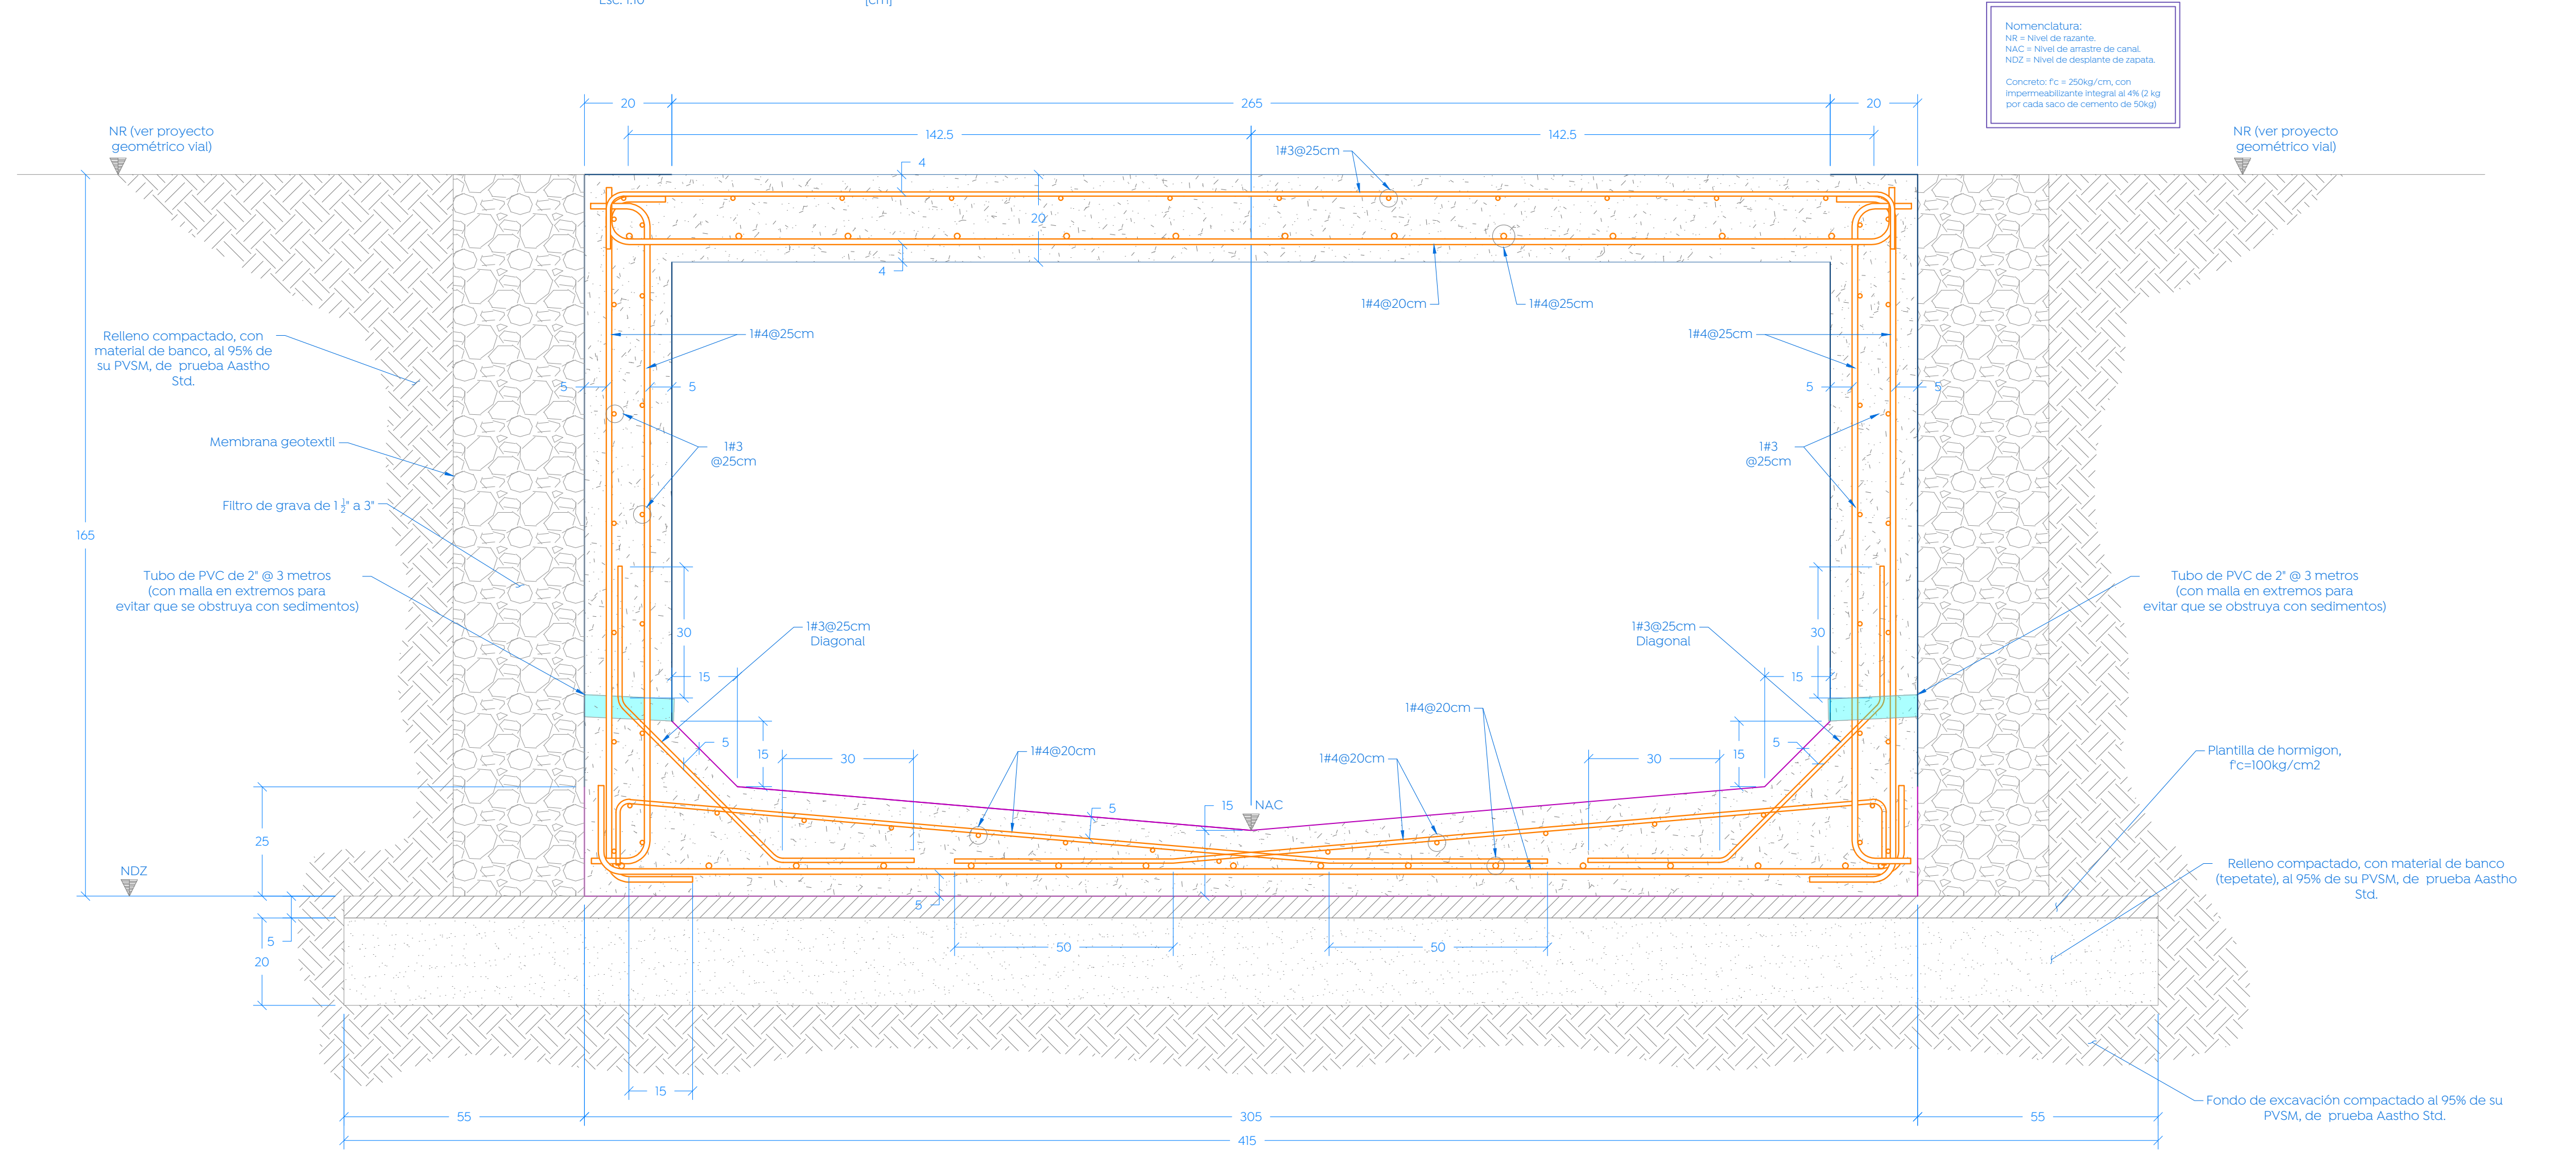 Esc. 1:10
[cm]
Nomenclatura:
NR = Nivel de razante.
NAC = Nivel de arrastre de canal.
NDZ = Nivel de desplante de zapata.
Concreto: f'c = 250kg/cm, con
impermeabilizante integral al 4% (2 kg
por cada saco de cemento de 50kg)
20
265
20
142.5
142.5
NR (ver proyecto
geométrico vial)
NR (ver proyecto
geométrico vial)
1#3@25cm
4
20
4
1#4@20cm
1#4@25cm
Relleno compactado, con
material de banco, al 95% de
su PVSM, de prueba Aastho
Std.
1#4@25cm
1#4@25cm
5
5
5
5
Membrana geotextil
1#3
@25cm
1#3
@25cm
Filtro de grava de 1 1/2" a 3"
165
Tubo de PVC de 2" @ 3 metros
(con malla en extremos para
evitar que se obstruya con sedimentos)
Tubo de PVC de 2" @ 3 metros
(con malla en extremos para
evitar que se obstruya con sedimentos)
30
1#3@25cm
Diagonal
1#3@25cm
Diagonal
30
15
15
1#4@20cm
5
15
30
1#4@20cm
1#4@20cm
30
15
5
Plantilla de hormigon,
f'c=100kg/cm2
5
15
NAC
25
NDZ
Relleno compactado, con material de banco
(tepetate), al 95% de su PVSM, de prueba Aastho
Std.
5
5
20
50
50
15
55
305
55
415
Fondo de excavación compactado al 95% de su
PVSM, de prueba Aastho Std.